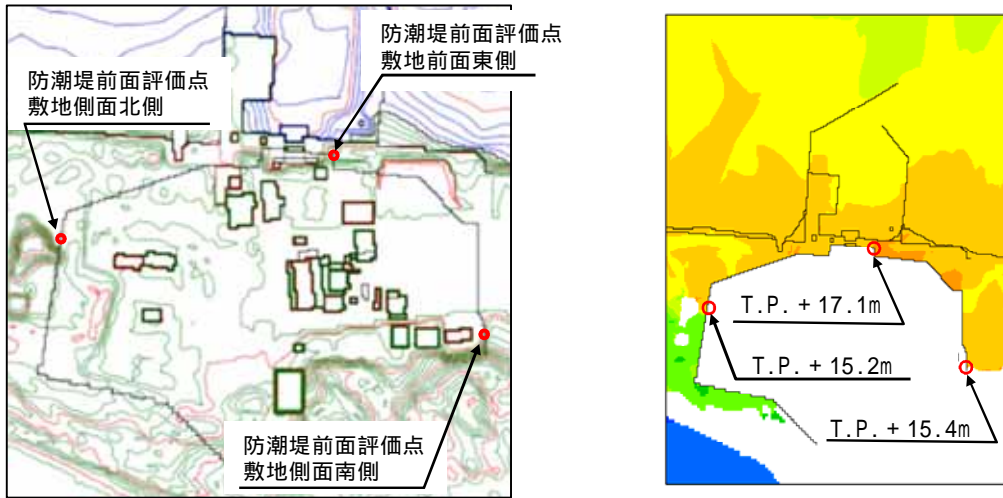 防潮堤前面評価点
敷地前面東側
防潮堤前面評価点
敷地側面北側
防潮堤前面評価点
敷地側面南側
T.P.+17.1m
T.P.+15.2m
T.P.+15.4m